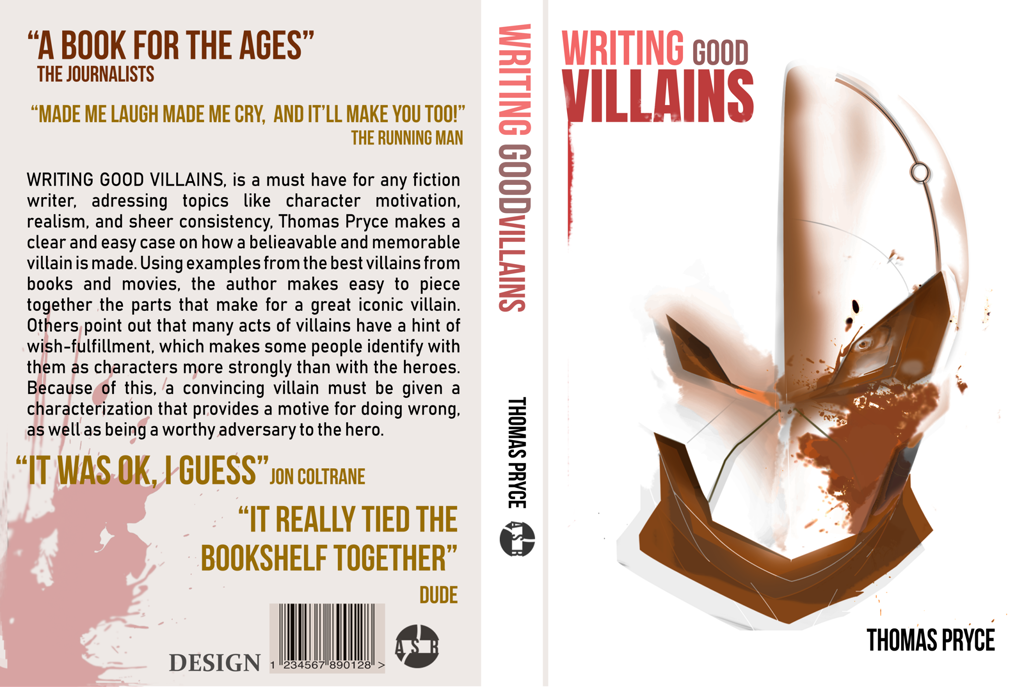 “A BOOK FOR THE AGES”
THE JOURNALISTS
“MADE ME LAUGH MADE ME CRY, AND IT’LL MAKE YOU TOO!”
THE RUNNING MAN
WRITING GOOD VILLAINS, is a must have for any fiction
writer, adressing topics like character motivation,
realism, and sheer consistency, Thomas Pryce makes a
clear and easy case on how a belieavable and memorable
villain is made. Using examples from the best villains from
books and movies, the author makes easy to piece
together the parts that make for a great iconic villain.
Others point out that many acts of villains have a hint of
wish-fulfillment, which makes some people identify with
them as characters more strongly than with the heroes.
Because of this, a convincing villain must be given a
characterization that provides a motive for doing wrong,
as well as being a worthy adversary to the hero.
“IT WAS OK, I GUESS” JON COLTRANE
“IT REALLY TIED THE
BOOKSHELF TOGETHER”
DUDE
DESIGN
1 234567 890128 >
ASB
WRITING GOOD VILLAINS
THOMAS PRYCE
ASB
WRITING GOOD
VILLAINS
THOMAS PRYCE